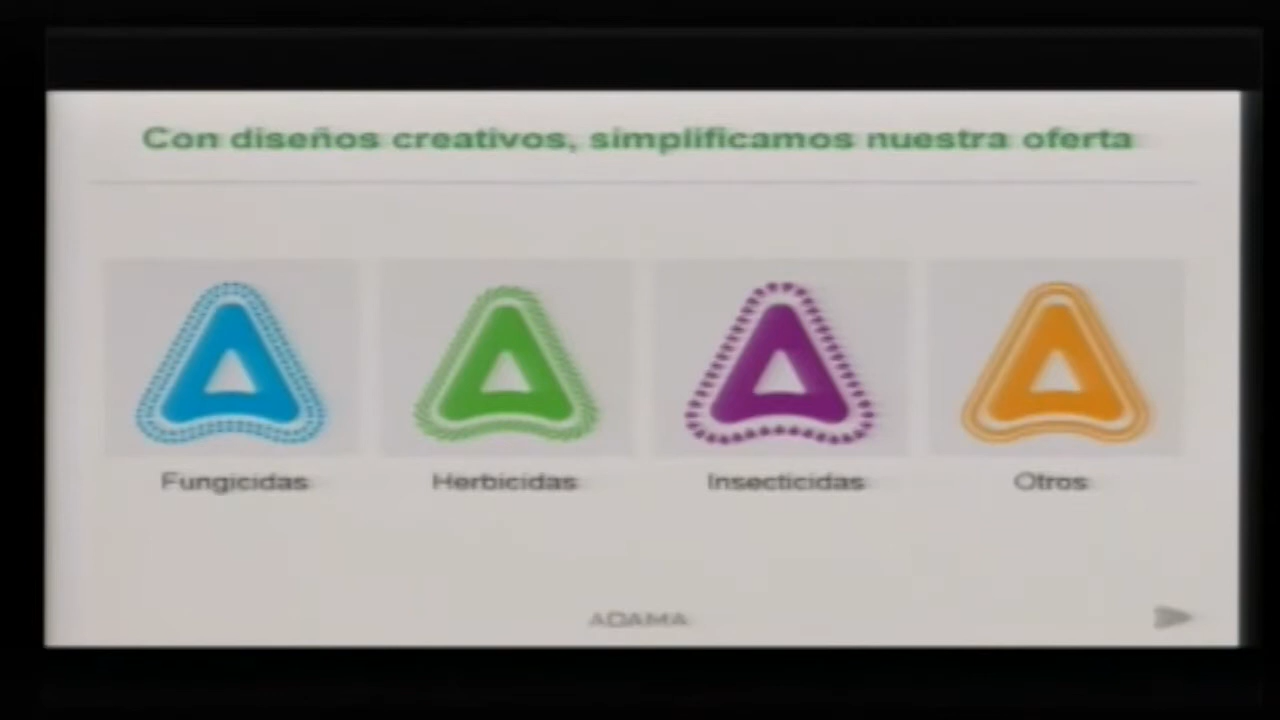 Con diseños creativos, simplificamos nuestra oferta
Fungicidas
Herbicidas
Insecticidas
Otros
ADAMA